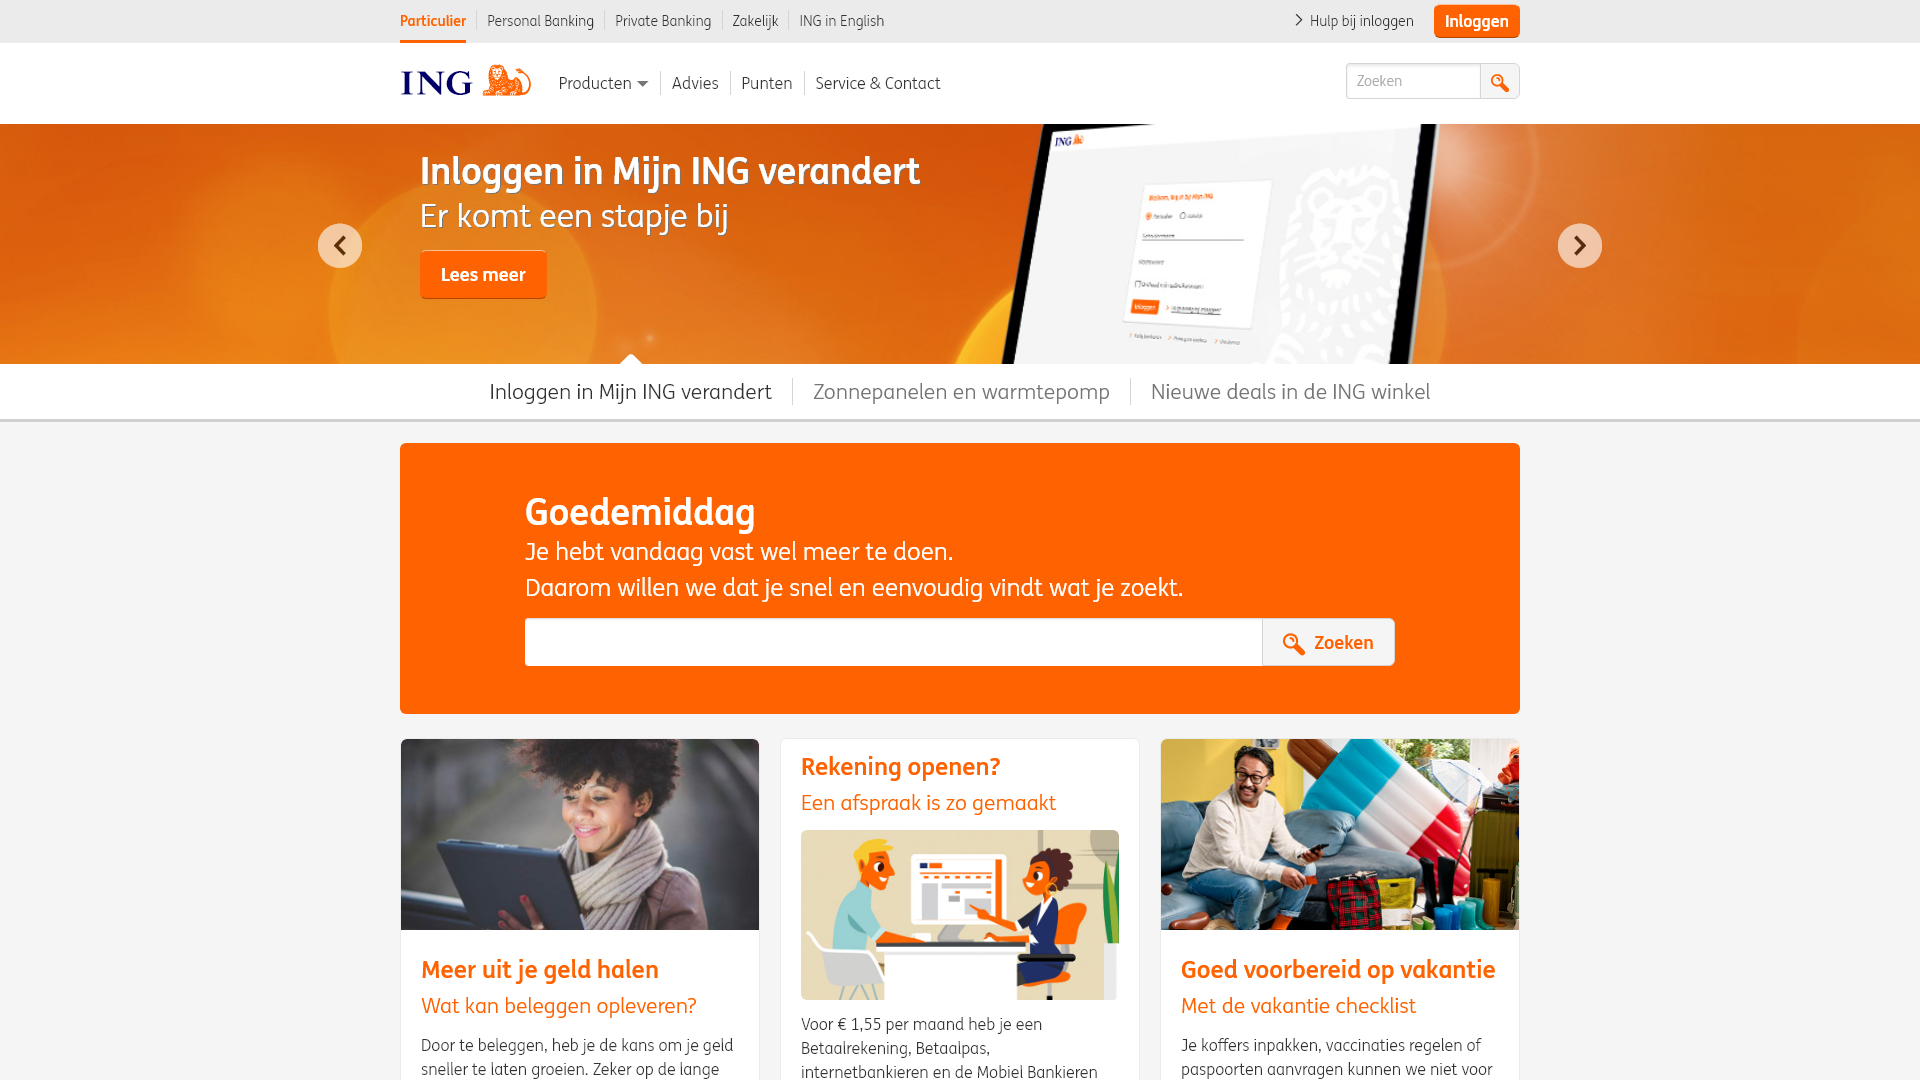 Particulier
Personal Banking
Private Banking
Zakelijk
ING in English
Hulp bij inloggen
Inloggen
ING
Producten
Advies
Punten
Service & Contact
Zoeken
Inloggen in Mijn ING verandert
Er komt een stapje bij
Lees meer
ING
Inloggen
Inloggen in Mijn ING verandert
Zonnepanelen en warmtepomp
Nieuwe deals in de ING winkel
Goedemiddag
Je hebt vandaag vast wel meer te doen.
Daarom willen we dat je snel en eenvoudig vindt wat je zoekt.
Zoeken
Meer uit je geld halen
Wat kan beleggen opleveren?
Door te beleggen, heb je de kans om je geld
sneller te laten groeien. Zeker op de lange
Rekening openen?
Een afspraak is zo gemaakt
Voor € 1,55 per maand heb je een
Betaalrekening, Betaalpas,
internetbankieren en de Mobiel Bankieren
Goed voorbereid op vakantie
Met de vakantie checklist
Je koffers inpakken, vaccinaties regelen of
paspoorten aanvragen kunnen we niet voor